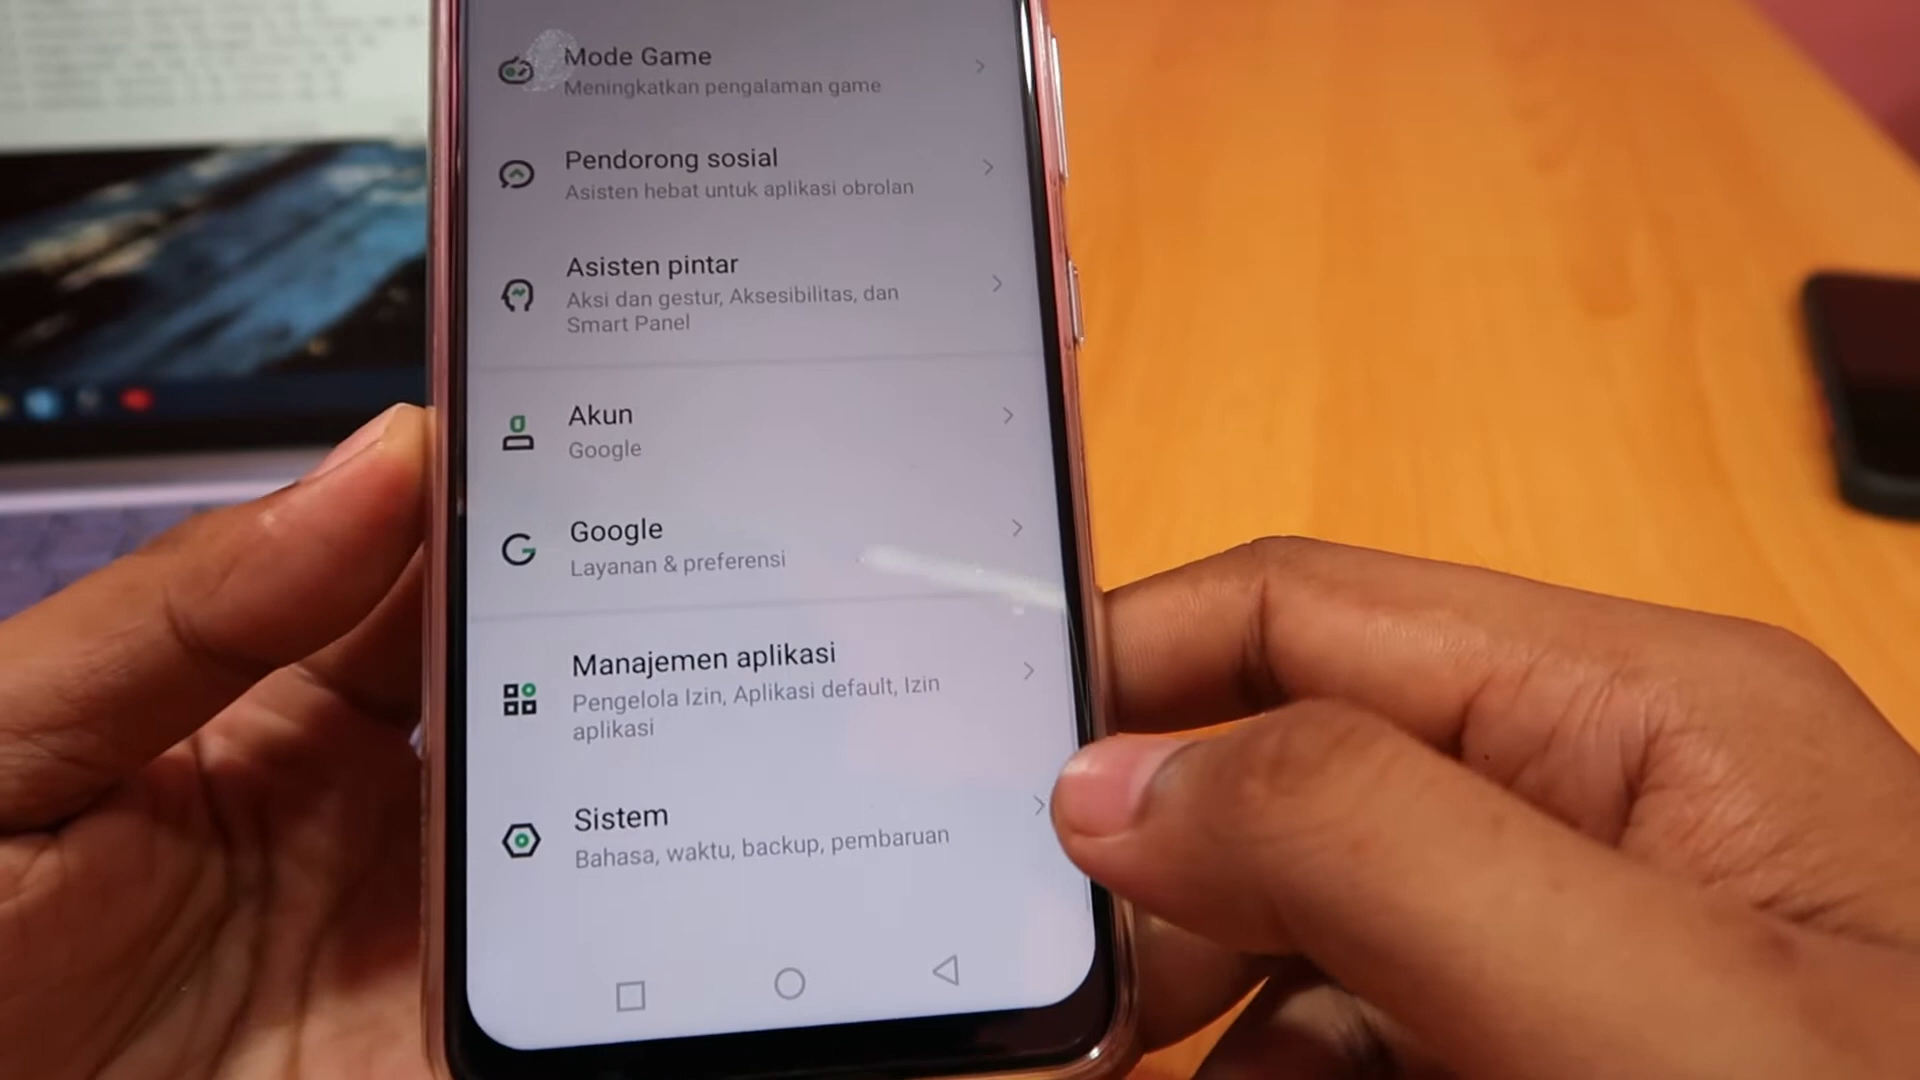 Mode Game
Meningkatkan pengalaman game
Pendorong sosial
Asisten hebat untuk aplikasi obrolan
Asisten pintar
Aksi dan gestur, Aksesibilitas, dan
Smart Panel
Akun
Google
Google
Layanan & preferensi
Manajemen aplikasi
Pengelola Izin, Aplikasi default, Izin
aplikasi
Sistem
Bahasa, waktu, backup, pembaruan